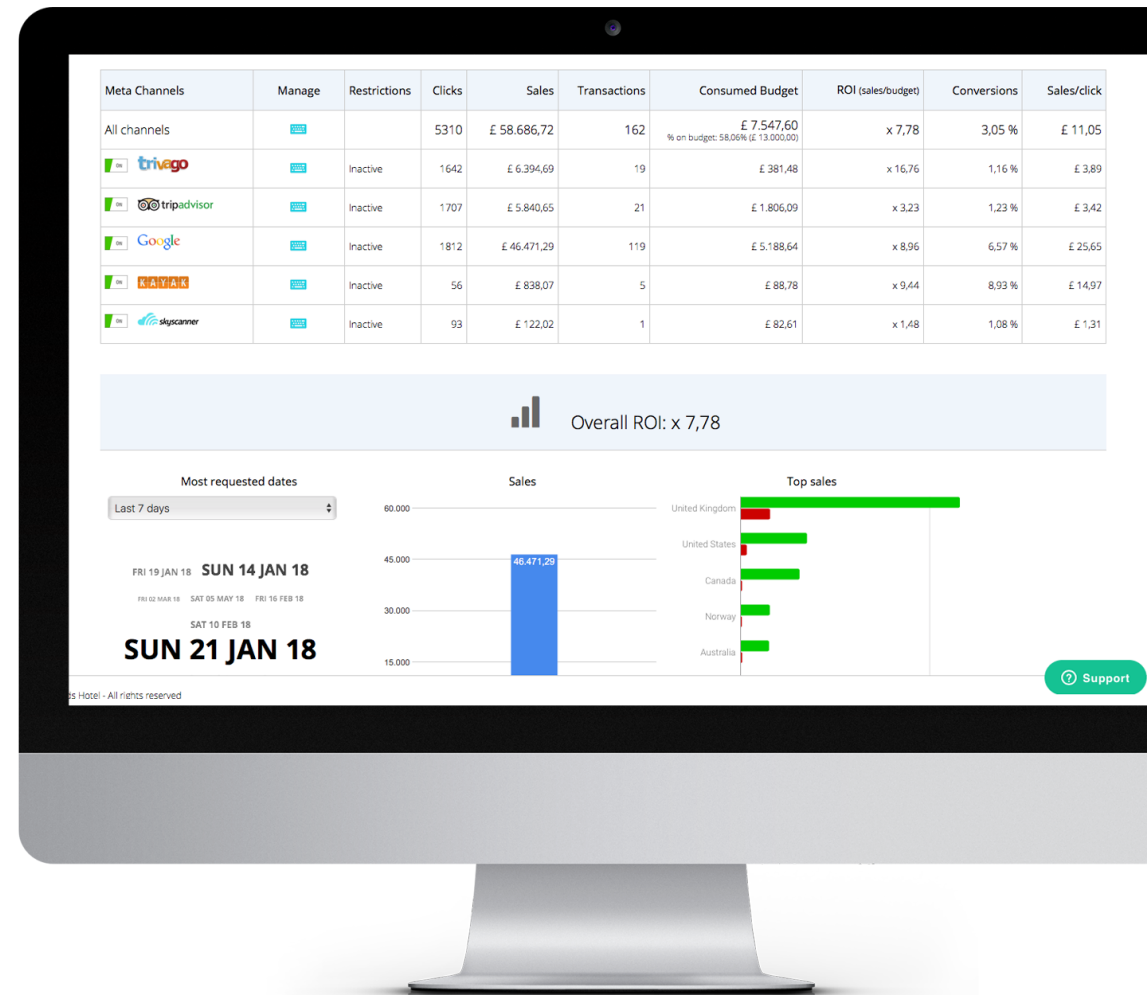 Meta Channels Manage Restrictions Clicks Sales Transactions Consumed Budget ROI (sales/budget) Conversions Sales/click
All channels 5310 £ 58.686,72 162 £ 7.547,60 x 7,78 3,05 % £ 11,05
% on budget: 58,06% (£ 13.000,00)
ON trivago Inactive 1642 £ 6.394,69 19 £ 381,48 x 16,76 1,16 % £ 3,89
ON tripadvisor Inactive 1707 £ 5.840,65 21 £ 1.806,09 x 3,23 1,23 % £ 3,42
ON Google Inactive 1812 £ 46.471,29 119 £ 5.188,64 x 8,96 6,57 % £ 25,65
ON KAYAK Inactive 56 £ 838,07 5 £ 88,78 x 9,44 8,93 % £ 14,97
ON skyscanner Inactive 93 £ 122,02 1 £ 82,61 x 1,48 1,08 % £ 1,31
Overall ROI: x 7,78
Most requested dates
Last 7 days
FRI 19 JAN 18 SUN 14 JAN 18
FRI 02 MAR 18 SAT 05 MAY 18 FRI 16 FEB 18
SAT 10 FEB 18
SUN 21 JAN 18
Sales
60.000
45.000
30.000
15.000
46.471,29
Top sales
United Kingdom
United States
Canada
Norway
Australia
? Support
ds Hotel - All rights reserved